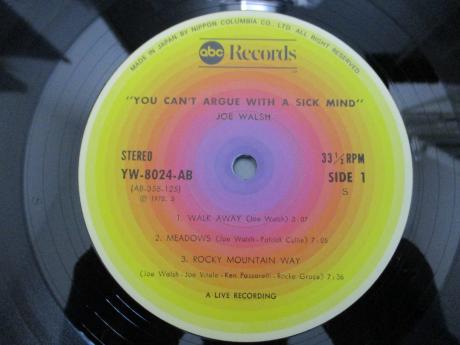 MADE IN JAPAN BY NIPPON COLUMBIA CO., LTD. ALL RIGHT RESERVED.
abc Records
"YOU CAN'T ARGUE WITH A SICK MIND"
JOE WALSH
STEREO
33 1/3 RPM
YW-8024-AB
SIDE 1
(AB-358-125)
S
1. WALK AWAY (Joe Walsh) 3:07
2. MEADOWS (Joe Walsh-Patrick Cullie) 7:05
3. ROCKY MOUNTAIN WAY
(Joe Walsh-Joe Vitale-Ken Passarelli-Rocke Grace) 7:36
A LIVE RECORDING